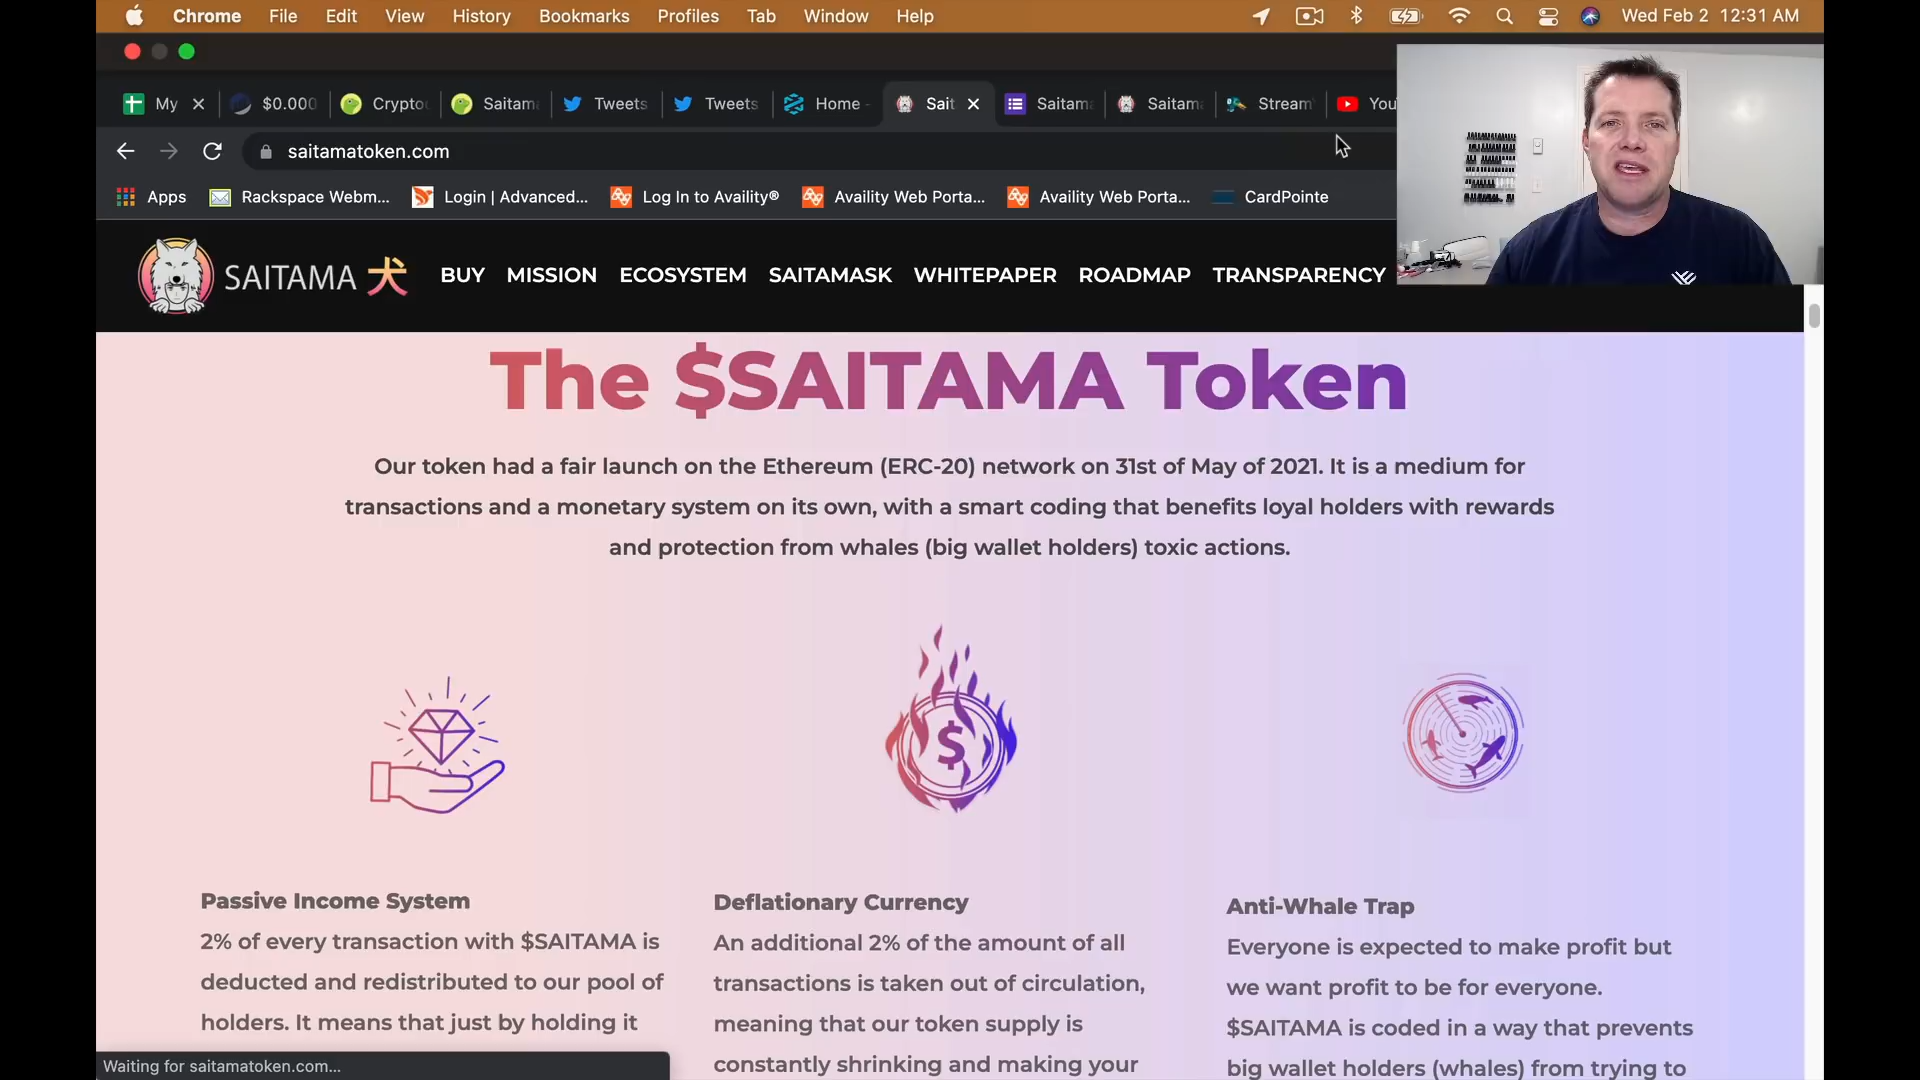 Chrome File Edit View History Bookmarks Profiles Tab Window Help Wed Feb 2 12:31 AM
My $0.000 Crypto Saitam Tweets Tweets Home - Sait Saitam Saitam Stream You
saitamatoken.com
Apps Rackspace Webm... Login | Advanced... Log In to Availity® Availity Web Porta... Availity Web Porta... CardPointe
SAITAMA 犬 BUY MISSION ECOSYSTEM SAITAMASK WHITEPAPER ROADMAP TRANSPARENCY
The $SAITAMA Token
Our token had a fair launch on the Ethereum (ERC-20) network on 31st of May of 2021. It is a medium for
transactions and a monetary system on its own, with a smart coding that benefits loyal holders with rewards
and protection from whales (big wallet holders) toxic actions.
$
Passive Income System
2% of every transaction with $SAITAMA is
deducted and redistributed to our pool of
holders. It means that just by holding it
Deflationary Currency
An additional 2% of the amount of all
transactions is taken out of circulation,
meaning that our token supply is
constantly shrinking and making your
Anti-Whale Trap
Everyone is expected to make profit but
we want profit to be for everyone.
$SAITAMA is coded in a way that prevents
big wallet holders (whales) from trying to
Waiting for saitamatoken.com...